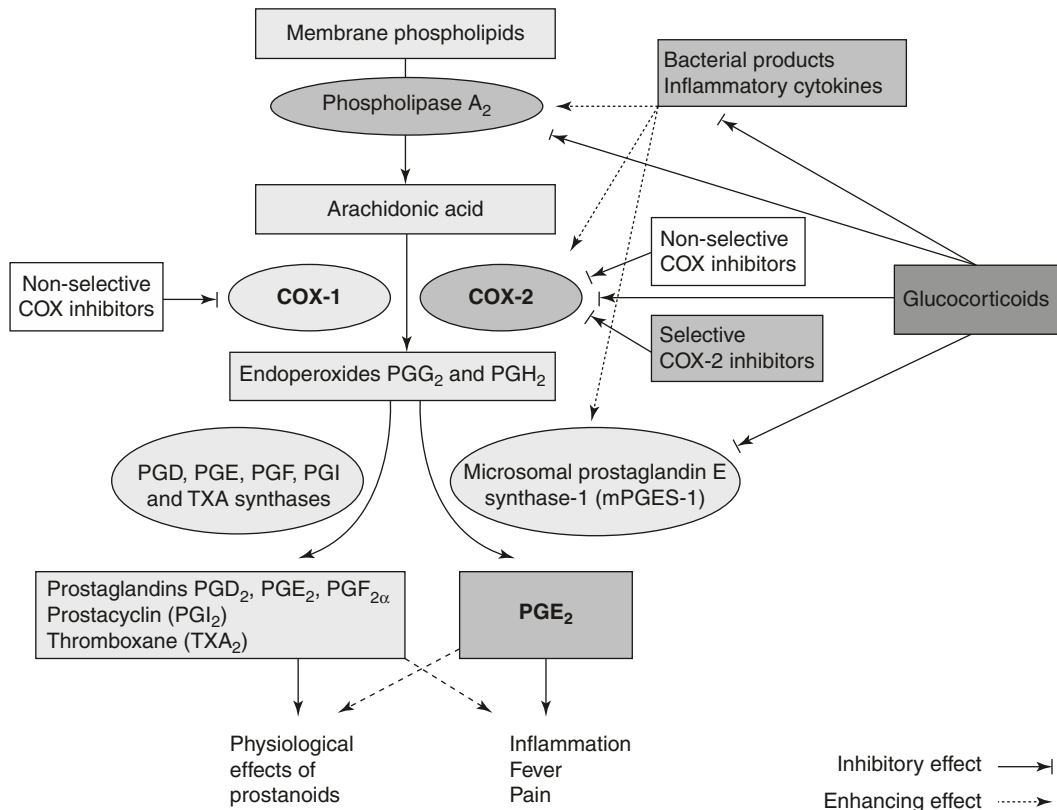 Membrane phospholipids
Bacterial products
Inflammatory cytokines
Phospholipase A₂
Arachidonic acid
Non-selective
COX inhibitors
Non-selective
COX inhibitors
COX-1
COX-2
Glucocorticoids
Selective
COX-2 inhibitors
Endoperoxides PGG₂ and PGH₂
PGD, PGE, PGF, PGI
and TXA synthases
Microsomal prostaglandin E
synthase-1 (mPGES-1)
Prostaglandins PGD₂, PGE₂, PGF₂α
Prostacyclin (PGI₂)
Thromboxane (TXA₂)
PGE₂
Physiological
effects of
prostanoids
Inflammation
Fever
Pain
Inhibitory effect
Enhancing effect